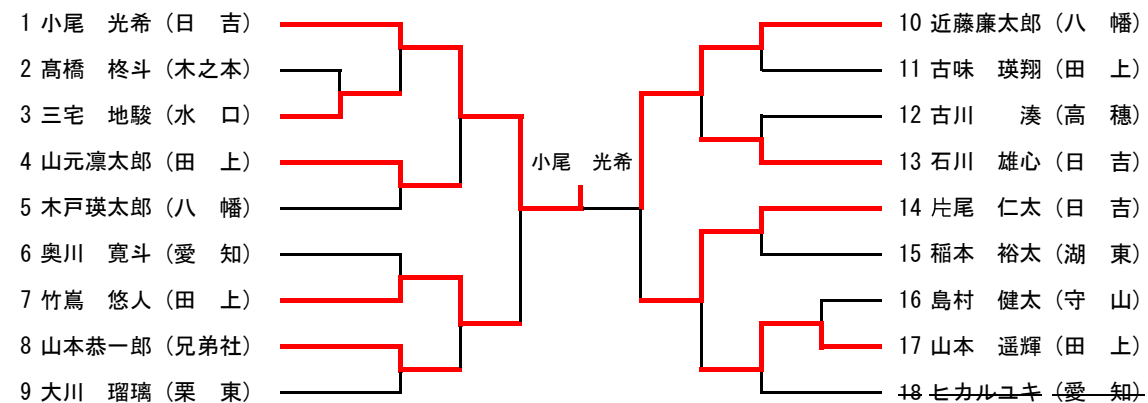 1 小尾　光希（日　吉）
2 髙橋　柊斗（木之本）
3 三宅　地駿（水　口）
4 山元凛太郎（田　上）
5 木戸瑛太郎（八　幡）
6 奥川　寛斗（愛　知）
7 竹嶌　悠人（田　上）
8 山本恭一郎（兄弟社）
9 大川　瑠璃（栗　東）
小尾　光希
10 近藤廉太郎（八　幡）
11 古味　瑛翔（田　上）
12 古川　　湊（高　穂）
13 石川　雄心（日　吉）
14 片尾　仁太（日　吉）
15 稲本　裕太（湖　東）
16 島村　健太（守　山）
17 山本　遥輝（田　上）
18 ヒカルユキ（愛　知）